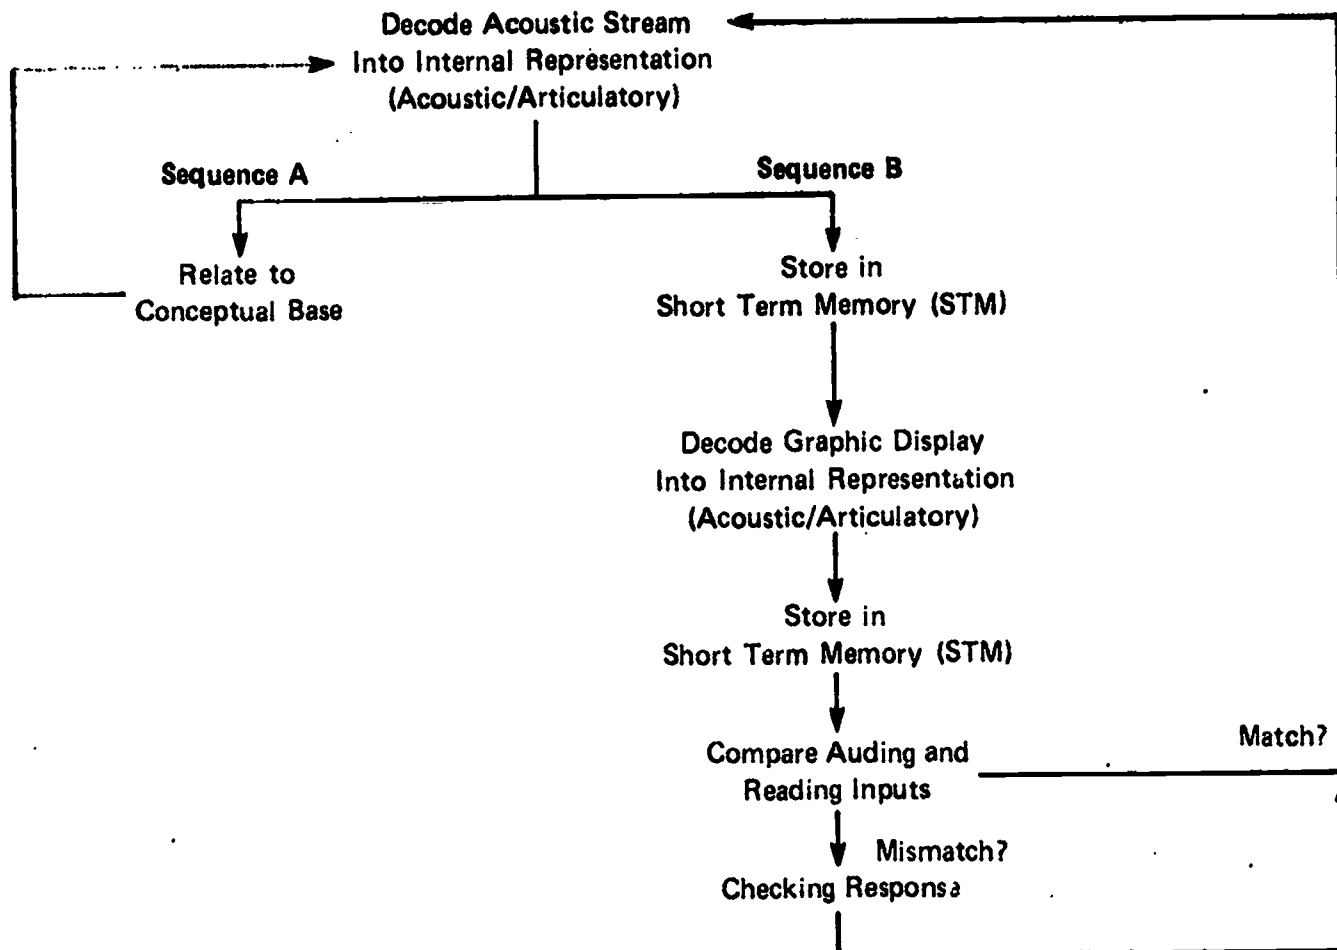 Decode Acoustic Stream
Into Internal Representation
(Acoustic/Articulatory)
Sequence A
Sequence B
Relate to
Conceptual Base
Store in
Short Term Memory (STM)
Decode Graphic Display
Into Internal Representation
(Acoustic/Articulatory)
Store in
Short Term Memory (STM)
Compare Auding and
Reading Inputs
Match?
Mismatch?
Checking Response